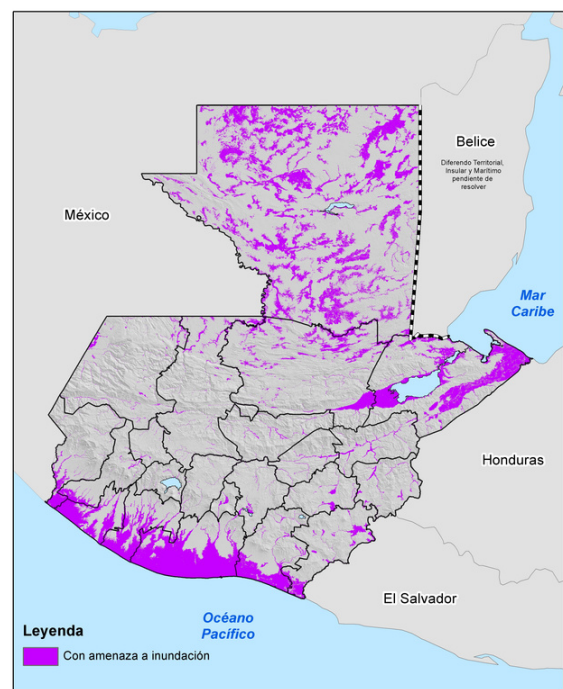 Belice
Diferendo Territorial,
Insular y Marítimo
pendiente de
resolver
México
Mar
Caribe
Honduras
El Salvador
Océano
Pacífico
Leyenda
Con amenaza a inundación